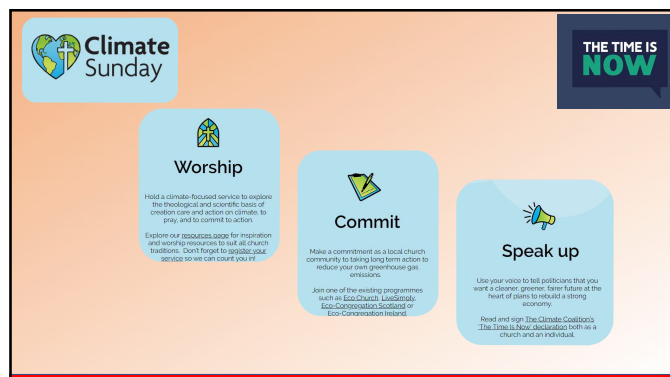 Climate
Sunday
THE TIME IS
NOW
Worship
Hold a climate-focused service to explore
the theological and scientific basis of
creation care and action on climate, to
pray, and to commit to action.
Explore our resources page for inspiration
and worship resources to suit all church
traditions. Don't forget to register your
service so we can count you in!
Commit
Make a commitment as a local church
community to taking long term action to
reduce your own greenhouse gas
emissions.
Join one of the existing programmes
such as Eco Church, LiveSimply,
Eco-Congregation Scotland or
Eco-Congregation Ireland.
Speak up
Use your voice to tell politicians that you
want a cleaner, greener, fairer future at the
heart of plans to rebuild a strong
economy.
Read and sign The Climate Coalition's
'The Time Is Now' declaration both as a
church and an individual.